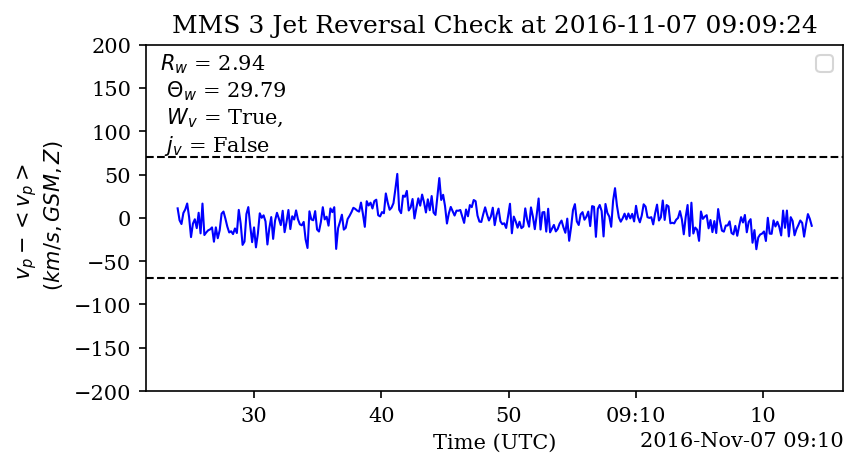 MMS 3 Jet Reversal Check at 2016-11-07 09:09:24
200
150
100
50
0
−50
−100
−150
−200
v_p − < v_p >
(km/s, GSM, Z)
R_w = 2.94
Θ_w = 29.79
W_v = True,
j_v = False
30
40
50
09:10
10
Time (UTC)
2016-Nov-07 09:10